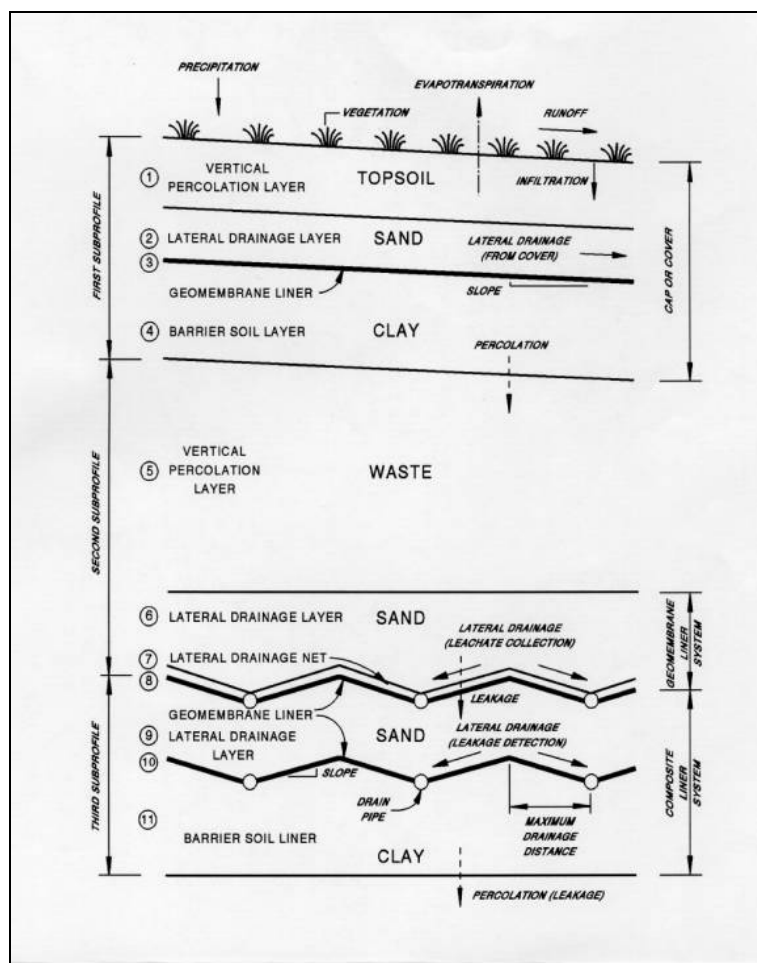 PRECIPITATION
EVAPOTRANSPIRATION
VEGETATION
RUNOFF
1 VERTICAL
PERCOLATION LAYER
TOPSOIL
INFILTRATION
2 LATERAL DRAINAGE LAYER
SAND
LATERAL DRAINAGE
(FROM COVER)
3
GEOMEMBRANE LINER
SLOPE
4 BARRIER SOIL LAYER
CLAY
PERCOLATION
FIRST SUBPROFILE
CAP OR COVER
5 VERTICAL
PERCOLATION
LAYER
WASTE
SECOND SUBPROFILE
6 LATERAL DRAINAGE LAYER
SAND
LATERAL DRAINAGE
(LEACHATE COLLECTION)
7 LATERAL DRAINAGE NET
8
LEAKAGE
GEOMEMBRANE
LINER
SYSTEM
GEOMEMBRANE LINER
9 LATERAL DRAINAGE
LAYER
SAND
LATERAL DRAINAGE
(LEAKAGE DETECTION)
10
SLOPE
DRAIN
PIPE
MAXIMUM
DRAINAGE
DISTANCE
11
BARRIER SOIL LINER
CLAY
PERCOLATION (LEAKAGE)
THIRD SUBPROFILE
COMPOSITE
LINER
SYSTEM